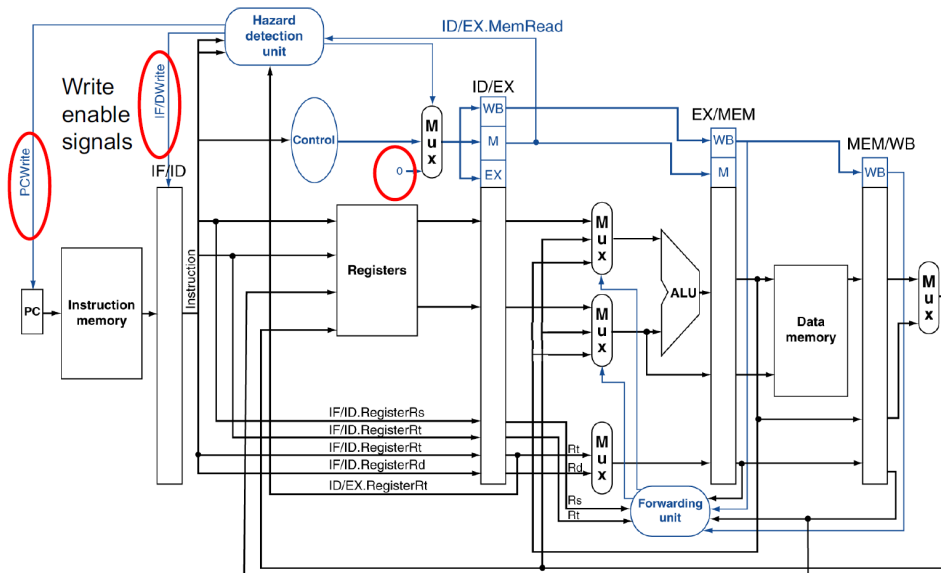 Hazard
detection
unit
ID/EX.MemRead
Write
enable
signals
IF/DWrite
PCWrite
IF/ID
Control
0
Mux
ID/EX
WB
M
EX
EX/MEM
WB
M
MEM/WB
WB
PC
Instruction
memory
Instruction
Registers
Mux
Mux
ALU
Data
memory
Mux
IF/ID.RegisterRs
IF/ID.RegisterRt
IF/ID.RegisterRt
IF/ID.RegisterRd
ID/EX.RegisterRt
Rt
Rd
Mux
Rs
Rt
Forwarding
unit